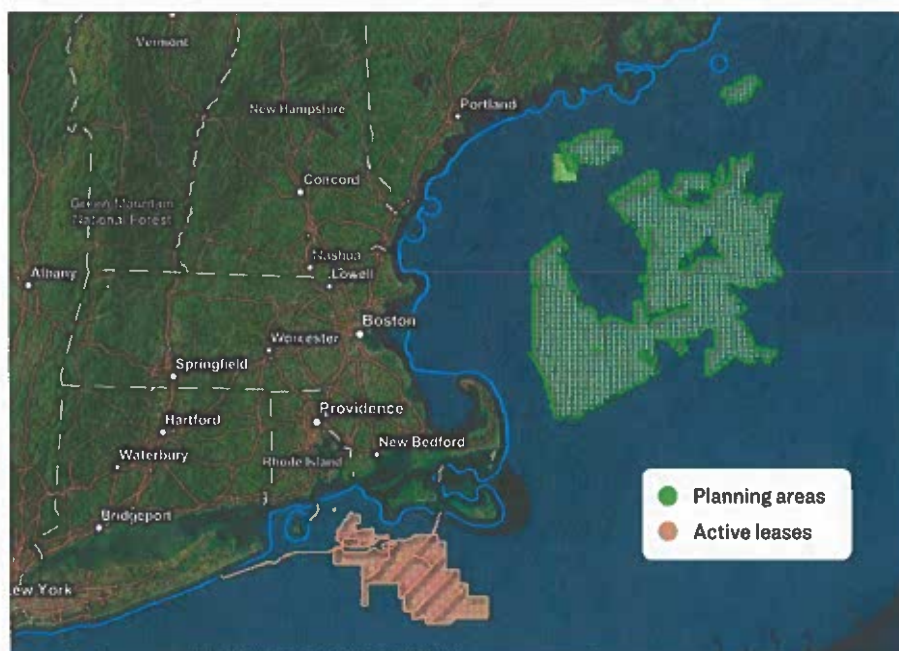 Vermont
New Hampshire
Portland
Concord
Green Mountain
National Forest
Nashua
Lowell
Albany
Boston
Worcester
Springfield
Hartford
Providence
New Bedford
Rhode Island
Waterbury
Bridgeport
ew York
Planning areas
Active leases